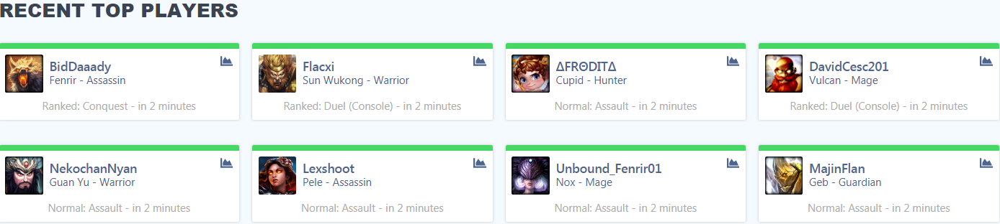 RECENT TOP PLAYERS
BidDaaady
Fenrir - Assassin
Ranked: Conquest - in 2 minutes
Flacxi
Sun Wukong - Warrior
Ranked: Duel (Console) - in 2 minutes
ΔFRΘDITΔ
Cupid - Hunter
Normal: Assault - in 2 minutes
DavidCesc201
Vulcan - Mage
Ranked: Duel (Console) - in 2 minutes
NekochanNyan
Guan Yu - Warrior
Normal: Assault - in 2 minutes
Lexshoot
Pele - Assassin
Normal: Assault - in 2 minutes
Unbound_Fenrir01
Nox - Mage
Normal: Assault - in 2 minutes
MajinFlan
Geb - Guardian
Normal: Assault - in 2 minutes